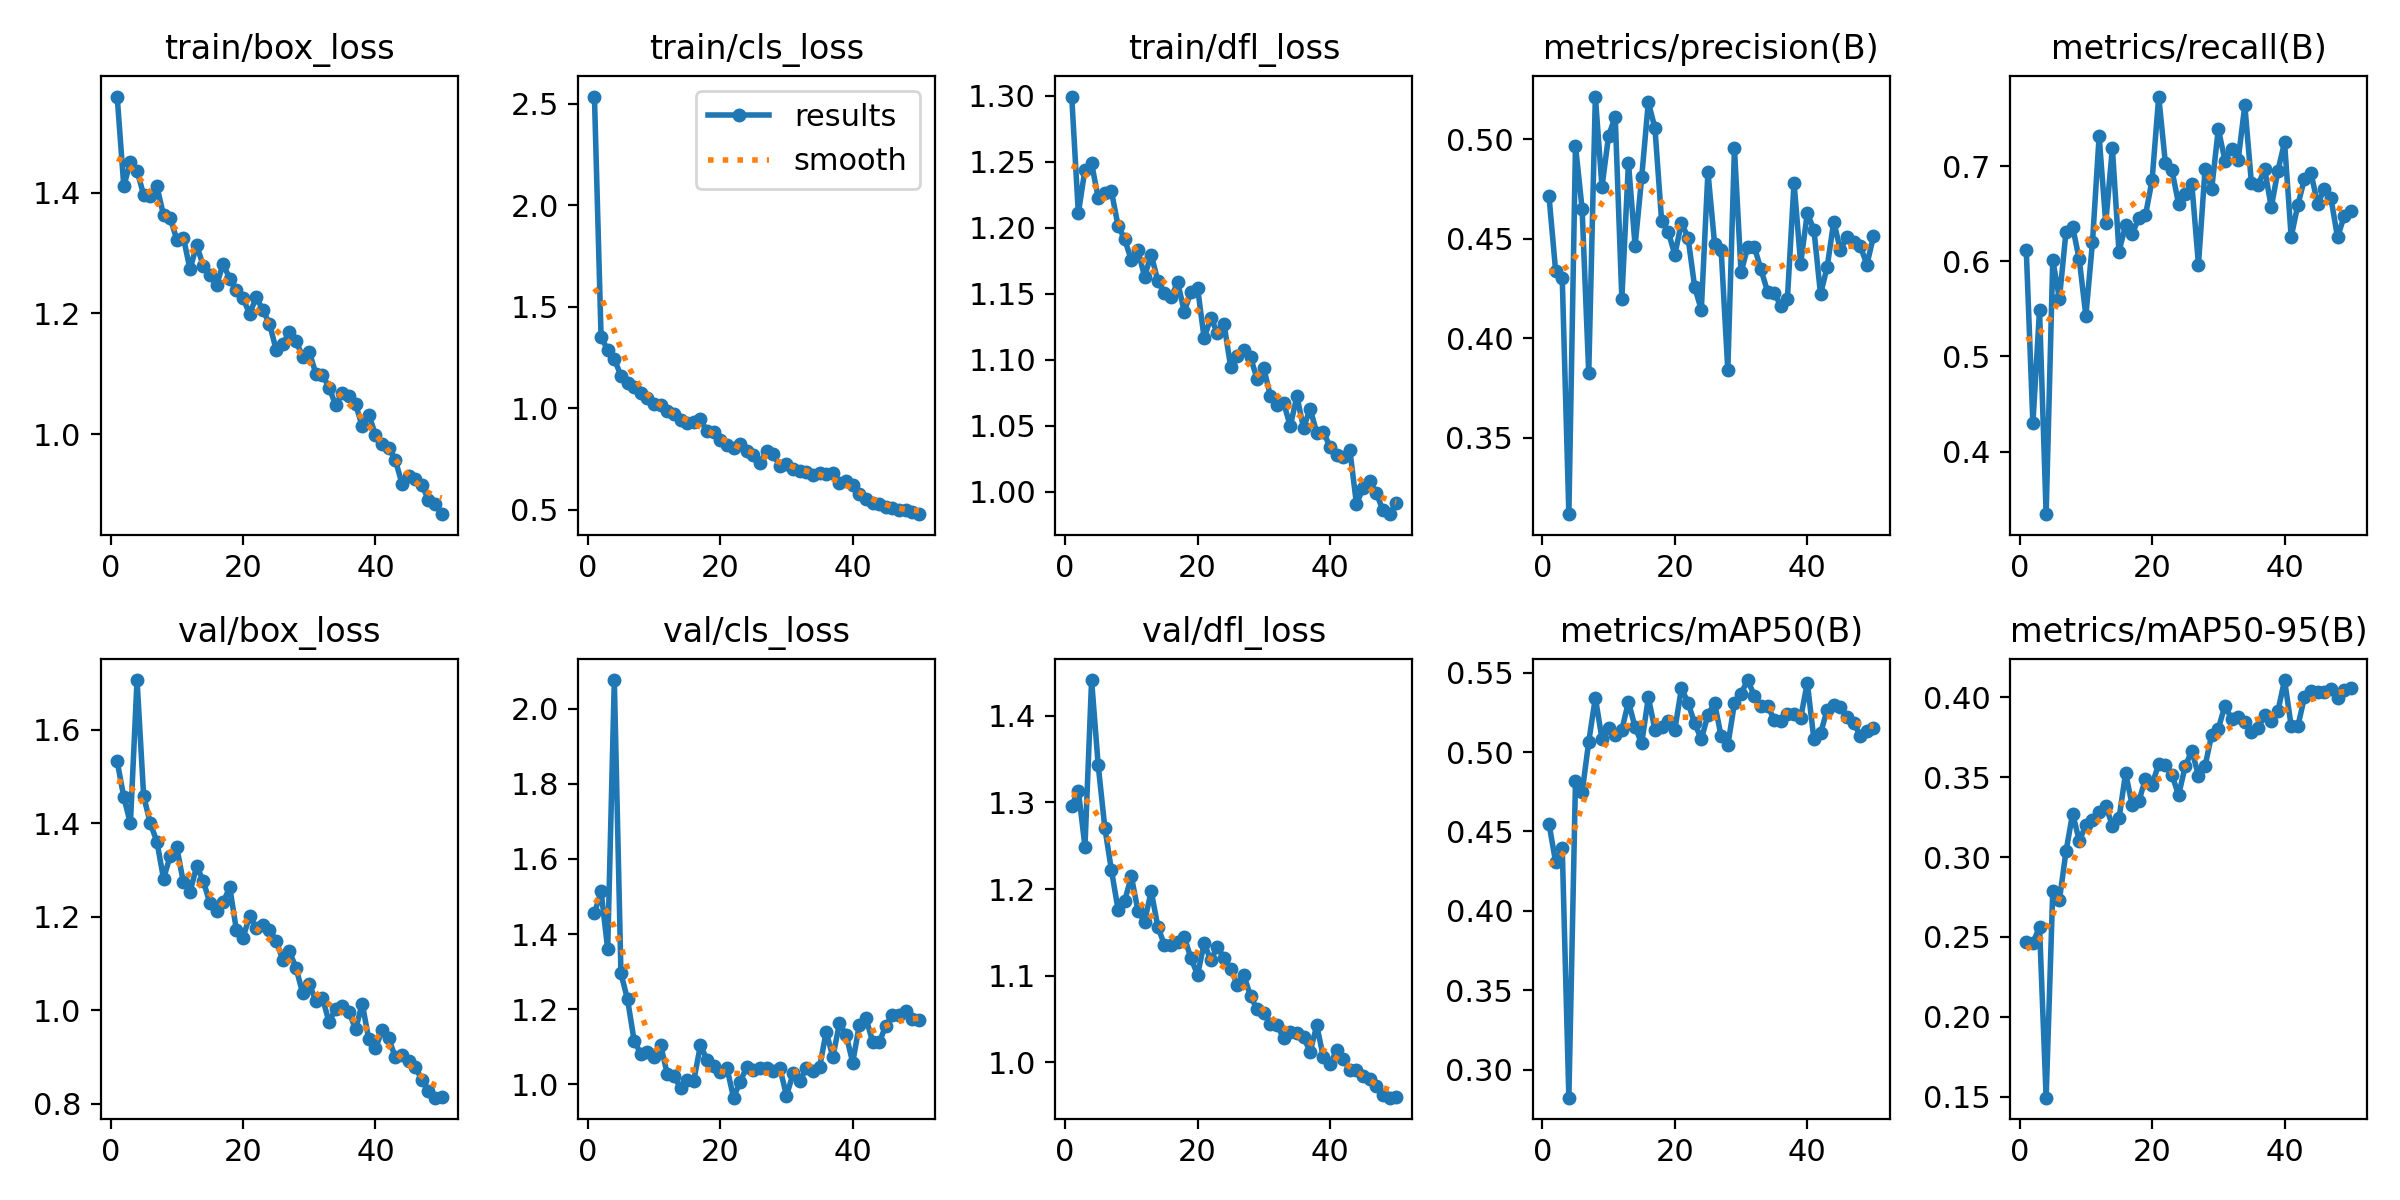 train/box_loss
1.4
1.2
1.0
0 20 40
train/cls_loss
results
smooth
2.5
2.0
1.5
1.0
0.5
0 20 40
train/dfl_loss
1.30
1.25
1.20
1.15
1.10
1.05
1.00
0 20 40
metrics/precision(B)
0.50
0.45
0.40
0.35
0 20 40
metrics/recall(B)
0.7
0.6
0.5
0.4
0 20 40
val/box_loss
1.6
1.4
1.2
1.0
0.8
0 20 40
val/cls_loss
2.0
1.8
1.6
1.4
1.2
1.0
0 20 40
val/dfl_loss
1.4
1.3
1.2
1.1
1.0
0 20 40
metrics/mAP50(B)
0.55
0.50
0.45
0.40
0.35
0.30
0 20 40
metrics/mAP50-95(B)
0.40
0.35
0.30
0.25
0.20
0.15
0 20 40